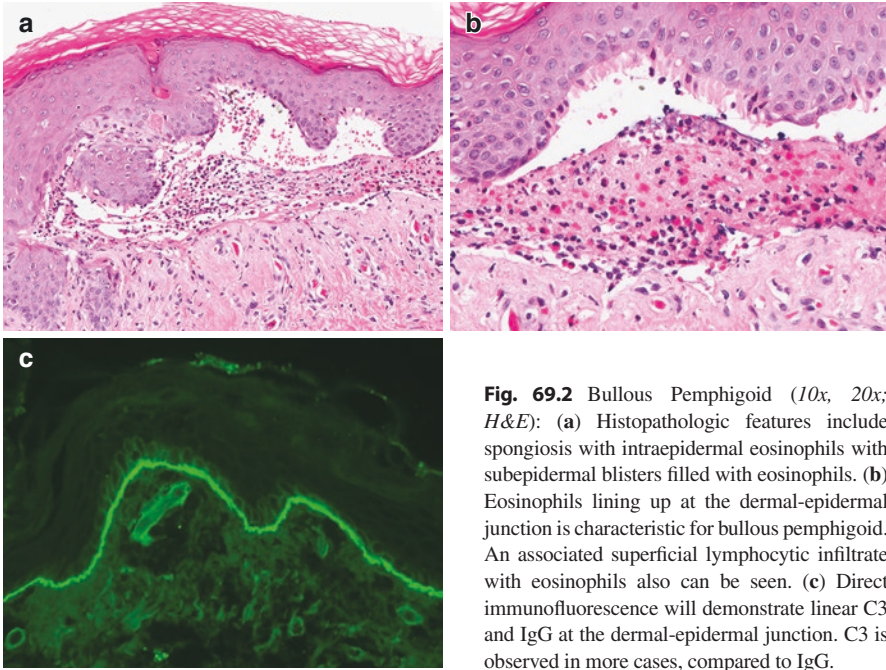 a
b
c
Fig. 69.2 Bullous Pemphigoid (10x, 20x;
H&E): (a) Histopathologic features include
spongiosis with intraepidermal eosinophils with
subepidermal blisters filled with eosinophils. (b)
Eosinophils lining up at the dermal-epidermal
junction is characteristic for bullous pemphigoid.
An associated superficial lymphocytic infiltrate
with eosinophils also can be seen. (c) Direct
immunofluorescence will demonstrate linear C3
and IgG at the dermal-epidermal junction. C3 is
observed in more cases, compared to IgG.